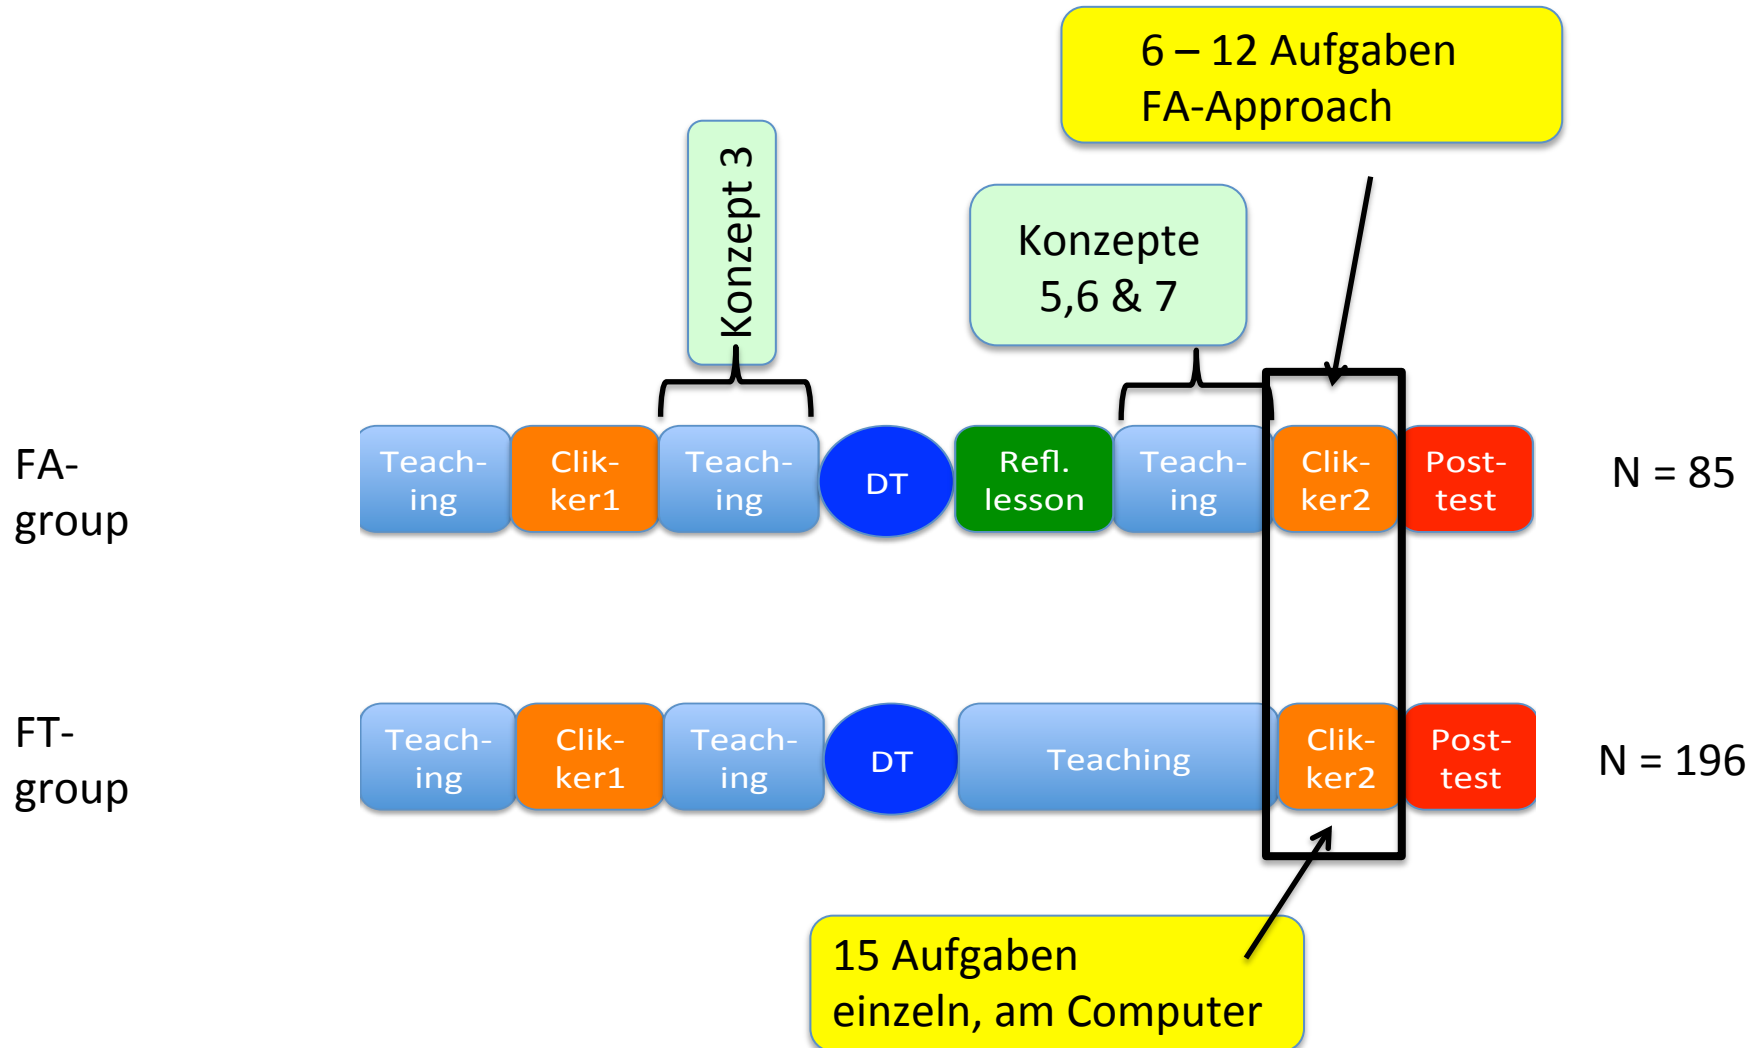 6 – 12 Aufgaben
FA-Approach
Konzept 3
Konzepte
5,6 & 7
FA-
group
Teach-
ing
Clik-
ker1
Teach-
ing
DT
Refl.
lesson
Teach-
ing
Clik-
ker2
Post-
test
N = 85
FT-
group
Teach-
ing
Clik-
ker1
Teach-
ing
DT
Teaching
Clik-
ker2
Post-
test
N = 196
15 Aufgaben
einzeln, am Computer